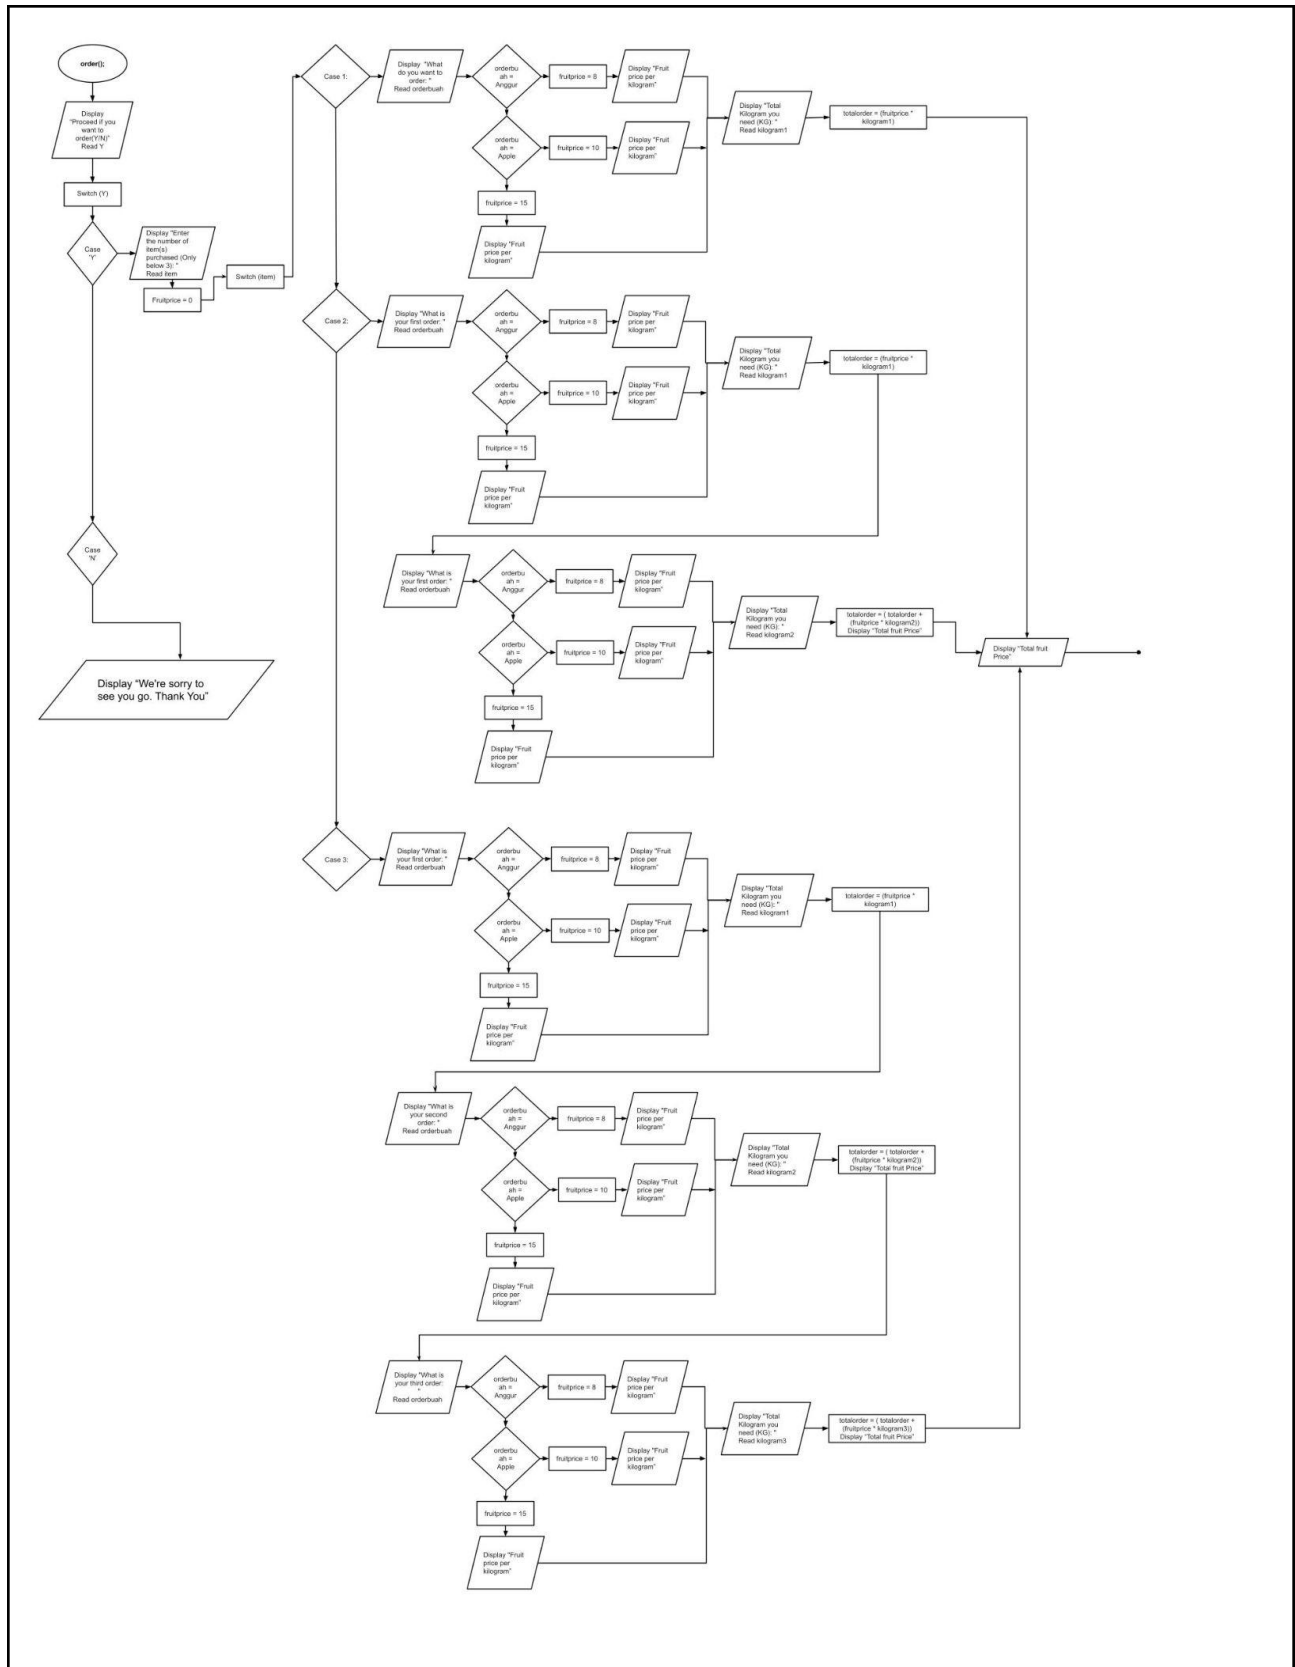 order();
Display
"Proceed if you
want to
order(Y/N)"
Read Y
Switch (Y)
Case
'Y'
Display "Enter
the number of
item(s)
purchased (Only
below 3): "
Read item
Fruitprice = 0
Switch (item)
Case
'N'
Display "We're sorry to
see you go. Thank You"
Case 1:
Display "What
do you want to
order: "
Read orderbuah
orderbu
ah =
Anggur
fruitprice = 8
Display "Fruit
price per
kilogram"
orderbu
ah =
Apple
fruitprice = 10
Display "Fruit
price per
kilogram"
fruitprice = 15
Display "Fruit
price per
kilogram"
Display "Total
Kilogram you
need (KG): "
Read kilogram1
totalorder = (fruitprice *
kilogram1)
Case 2:
Display "What is
your first order: "
Read orderbuah
orderbu
ah =
Anggur
fruitprice = 8
Display "Fruit
price per
kilogram"
orderbu
ah =
Apple
fruitprice = 10
Display "Fruit
price per
kilogram"
fruitprice = 15
Display "Fruit
price per
kilogram"
Display "Total
Kilogram you
need (KG): "
Read kilogram1
totalorder = (fruitprice *
kilogram1)
Display "What is
your first order: "
Read orderbuah
orderbu
ah =
Anggur
fruitprice = 8
Display "Fruit
price per
kilogram"
orderbu
ah =
Apple
fruitprice = 10
Display "Fruit
price per
kilogram"
fruitprice = 15
Display "Fruit
price per
kilogram"
Display "Total
Kilogram you
need (KG): "
Read kilogram2
totalorder = ( totalorder +
(fruitprice * kilogram2))
Display "Total fruit Price"
Display "Total fruit
Price"
Case 3:
Display "What is
your first order: "
Read orderbuah
orderbu
ah =
Anggur
fruitprice = 8
Display "Fruit
price per
kilogram"
orderbu
ah =
Apple
fruitprice = 10
Display "Fruit
price per
kilogram"
fruitprice = 15
Display "Fruit
price per
kilogram"
Display "Total
Kilogram you
need (KG): "
Read kilogram1
totalorder = (fruitprice *
kilogram1)
Display "What is
your second
order: "
Read orderbuah
orderbu
ah =
Anggur
fruitprice = 8
Display "Fruit
price per
kilogram"
orderbu
ah =
Apple
fruitprice = 10
Display "Fruit
price per
kilogram"
fruitprice = 15
Display "Fruit
price per
kilogram"
Display "Total
Kilogram you
need (KG): "
Read kilogram2
totalorder = ( totalorder +
(fruitprice * kilogram2))
Display "Total fruit Price"
Display "What is
your third order:
"
Read orderbuah
orderbu
ah =
Anggur
fruitprice = 8
Display "Fruit
price per
kilogram"
orderbu
ah =
Apple
fruitprice = 10
Display "Fruit
price per
kilogram"
fruitprice = 15
Display "Fruit
price per
kilogram"
Display "Total
Kilogram you
need (KG): "
Read kilogram3
totalorder = ( totalorder +
(fruitprice * kilogram3))
Display "Total fruit Price"